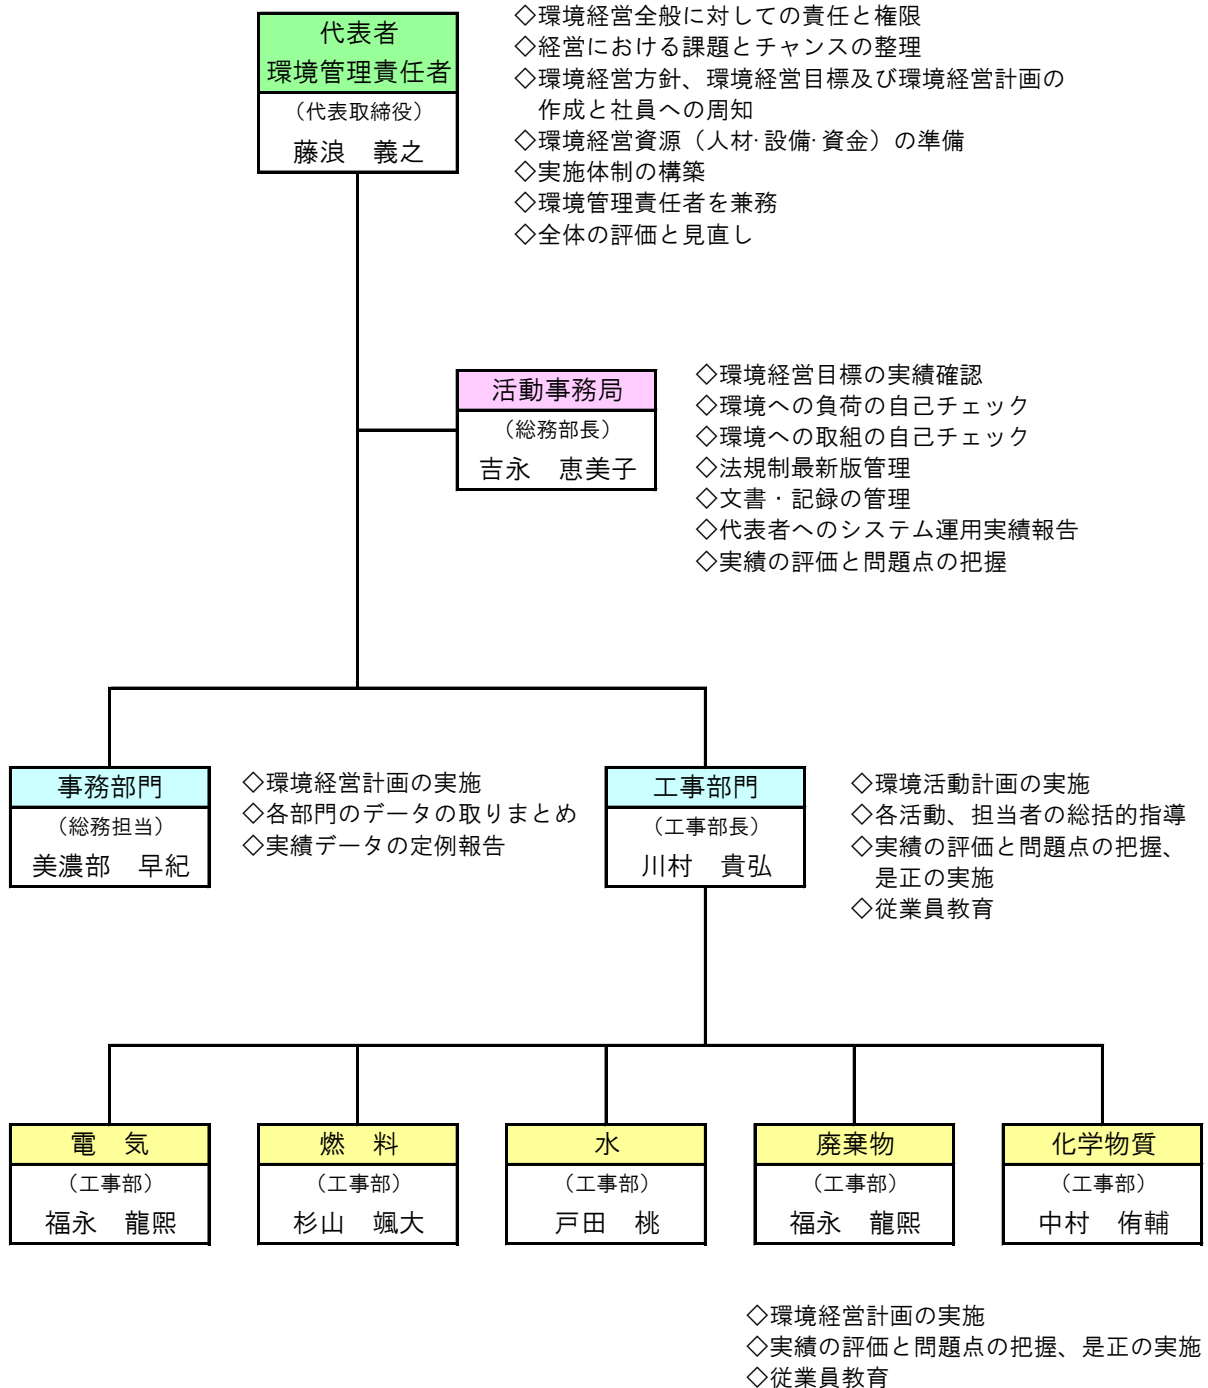 代表者
環境管理責任者
（代表取締役）
藤浪　義之
◇環境経営全般に対しての責任と権限
◇経営における課題とチャンスの整理
◇環境経営方針、環境経営目標及び環境経営計画の
作成と社員への周知
◇環境経営資源（人材･設備･資金）の準備
◇実施体制の構築
◇環境管理責任者を兼務
◇全体の評価と見直し
活動事務局
（総務部長）
吉永　恵美子
◇環境経営目標の実績確認
◇環境への負荷の自己チェック
◇環境への取組の自己チェック
◇法規制最新版管理
◇文書・記録の管理
◇代表者へのシステム運用実績報告
◇実績の評価と問題点の把握
事務部門
（総務担当）
美濃部　早紀
◇環境経営計画の実施
◇各部門のデータの取りまとめ
◇実績データの定例報告
工事部門
（工事部長）
川村　貴弘
◇環境活動計画の実施
◇各活動、担当者の総括的指導
◇実績の評価と問題点の把握、
是正の実施
◇従業員教育
電　気
（工事部）
福永　龍煕
燃　料
（工事部）
杉山　颯大
水
（工事部）
戸田　桃
廃棄物
（工事部）
福永　龍煕
化学物質
（工事部）
中村　侑輔
◇環境経営計画の実施
◇実績の評価と問題点の把握、是正の実施
◇従業員教育